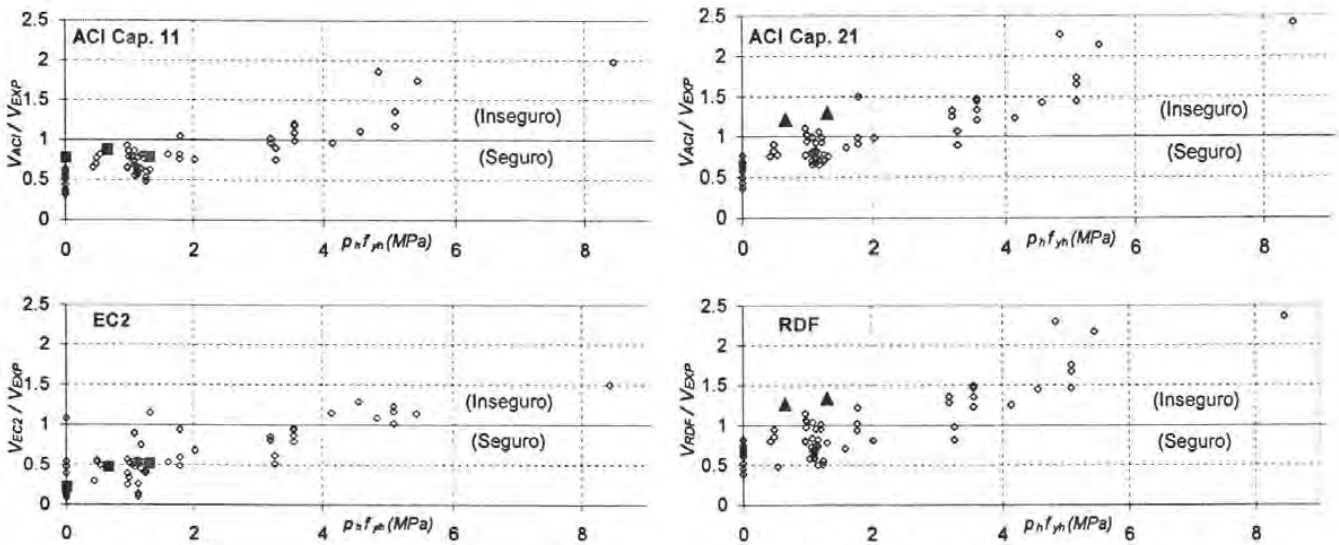 ACI Cap. 11
V_ACI / V_EXP
2.5
2
1.5
1
0.5
0
(Inseguro)
(Seguro)
0 2 4 6 8
p_h f_yh (MPa)
ACI Cap. 21
V_ACI / V_EXP
2.5
2
1.5
1
0.5
0
(Inseguro)
(Seguro)
0 2 4 6 8
p_h f_yh (MPa)
EC2
V_EC2 / V_EXP
2.5
2
1.5
1
0.5
0
(Inseguro)
(Seguro)
0 2 4 6 8
p_h f_yh (MPa)
RDF
V_RDF / V_EXP
2.5
2
1.5
1
0.5
0
(Inseguro)
(Seguro)
0 2 4 6 8
p_h f_yh (MPa)